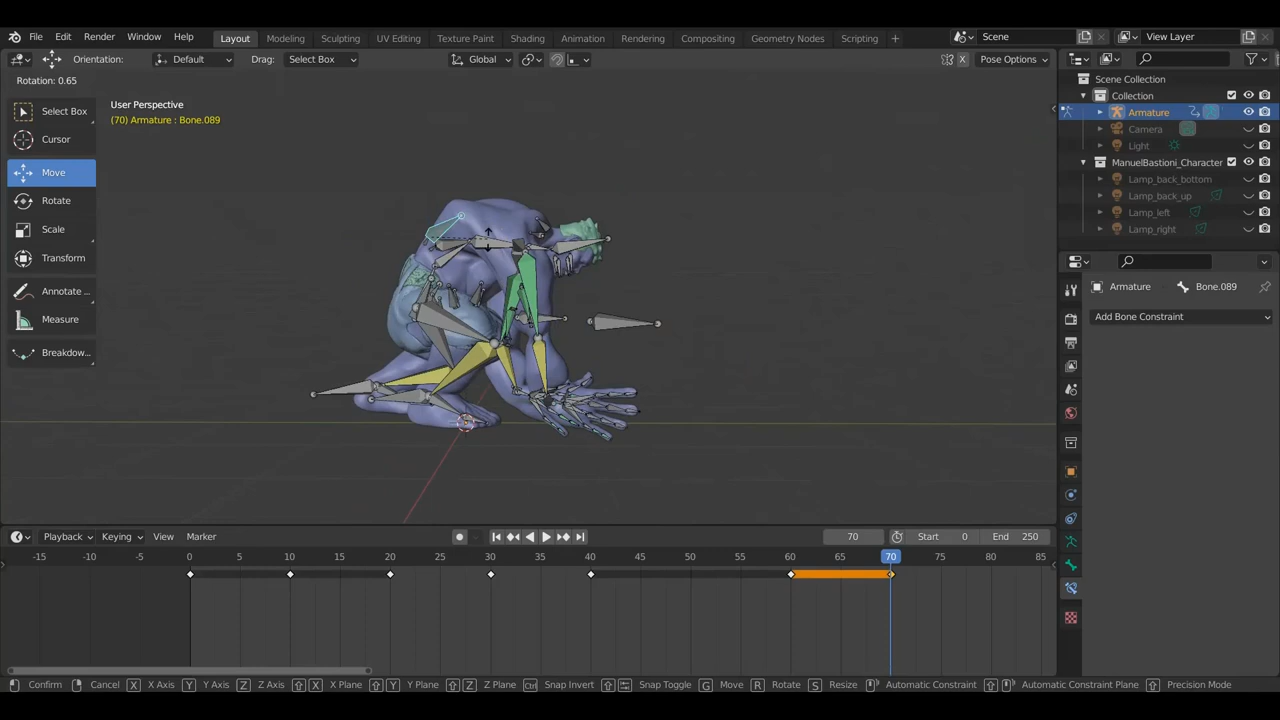 File Edit Render Window Help Layout Modeling Sculpting UV Editing Texture Paint Shading Animation Rendering Compositing Geometry Nodes Scripting + Scene View Layer
Orientation: Default Drag: Select Box Global X Pose Options
Rotation: 0.65
Select Box
Cursor
Move
Rotate
Scale
Transform
Annotate ...
Measure
Breakdow...
User Perspective
(70) Armature : Bone.089
Scene Collection
Collection
Armature
Camera
Light
ManuelBastioni_Character
Lamp_back_bottom
Lamp_back_up
Lamp_left
Lamp_right
Armature Bone.089
Add Bone Constraint
Playback Keying View Marker 70 Start 0 End 250
-15 -10 -5 0 5 10 15 20 25 30 35 40 45 50 55 60 65 70 75 80 85
Confirm Cancel X X Axis Y Y Axis Z Z Axis X X Plane Y Y Plane Z Z Plane Ctrl Snap Invert Snap Toggle G Move R Rotate S Resize Automatic Constraint Automatic Constraint Plane Precision Mode